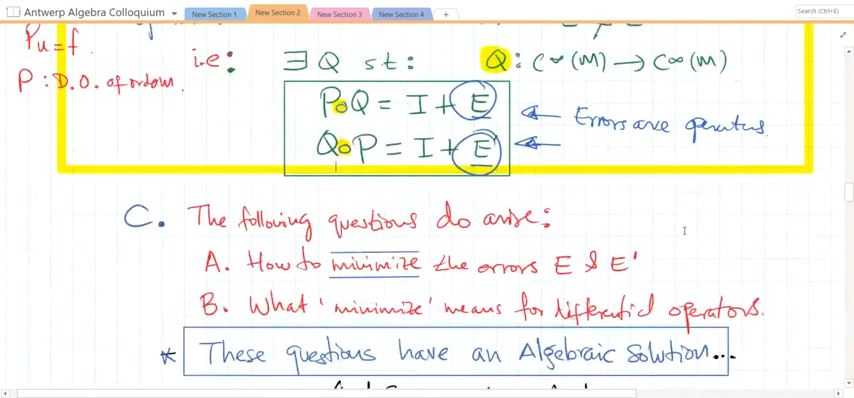 Antwerp Algebra Colloquium
New Section 1 New Section 2 New Section 3 New Section 4 +
Search (Ctrl+E)
Pu=f.
i.e: ∃ Q st: Q: C∞(M) → C∞(M)
P: D.O. of order m.
P∘Q = I + E
Errors are operators.
Q∘P = I + E'
C. The following questions do arise:
A. How to minimize the errors E & E'
B. What 'minimize' means for differential operators.
* These questions have an Algebraic Solution...